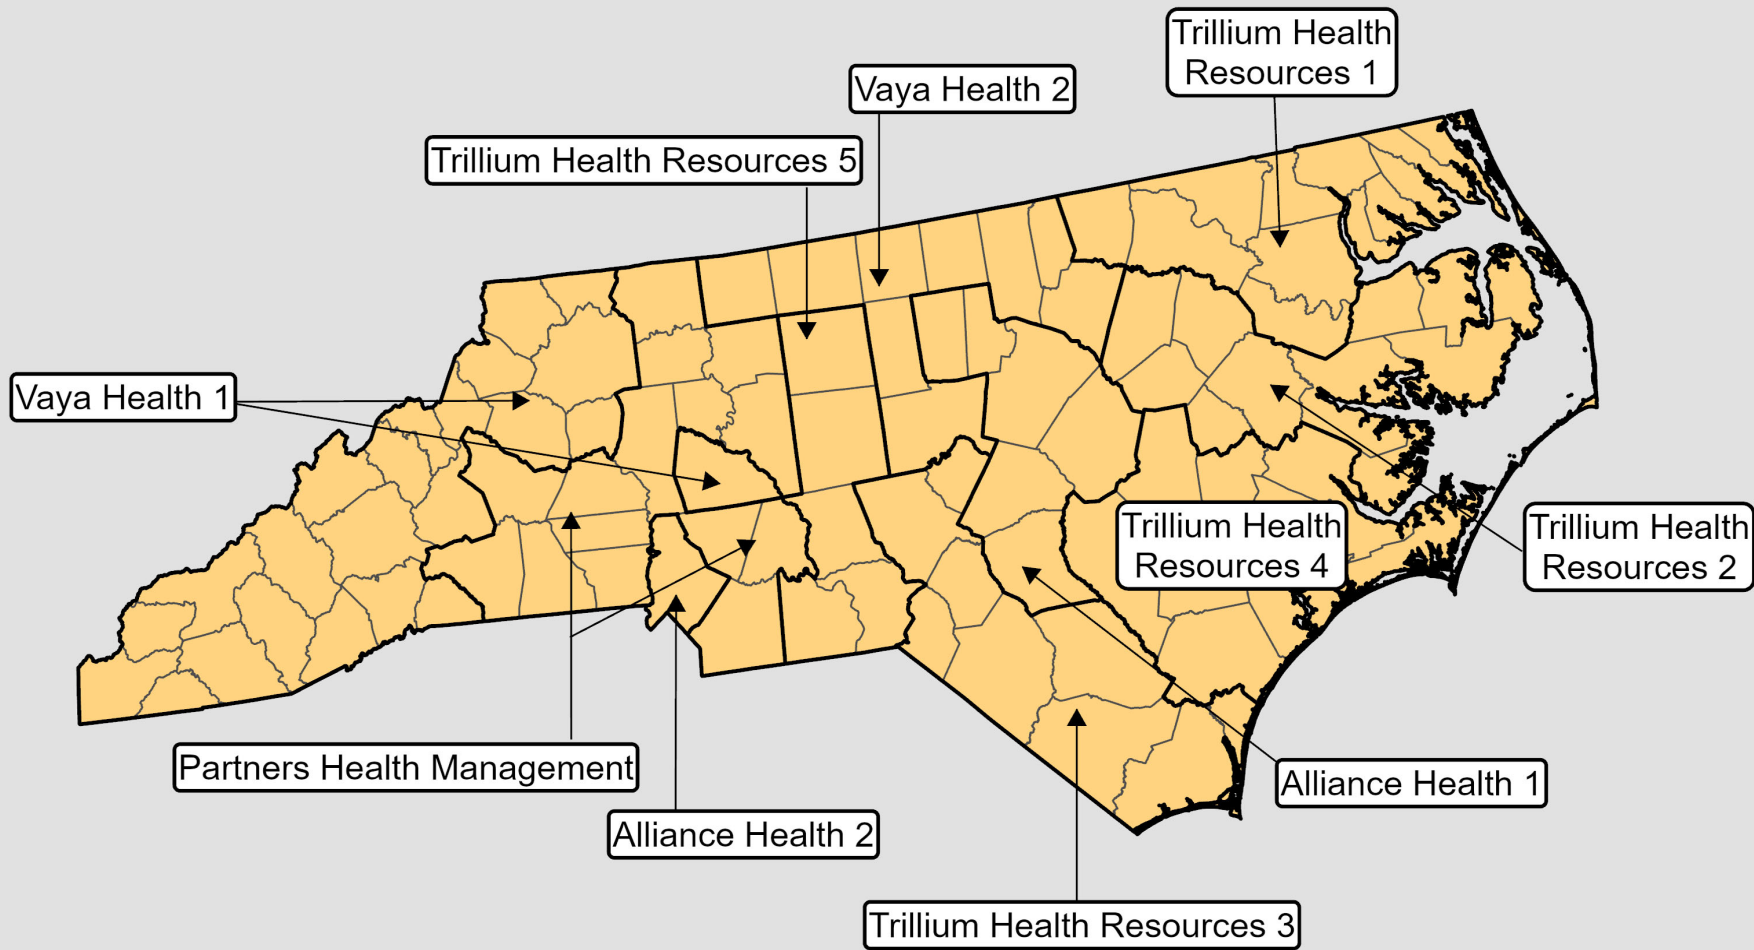 Trillium Health
Resources 1
Vaya Health 2
Trillium Health Resources 5
Vaya Health 1
Trillium Health
Resources 4
Trillium Health
Resources 2
Partners Health Management
Alliance Health 1
Alliance Health 2
Trillium Health Resources 3